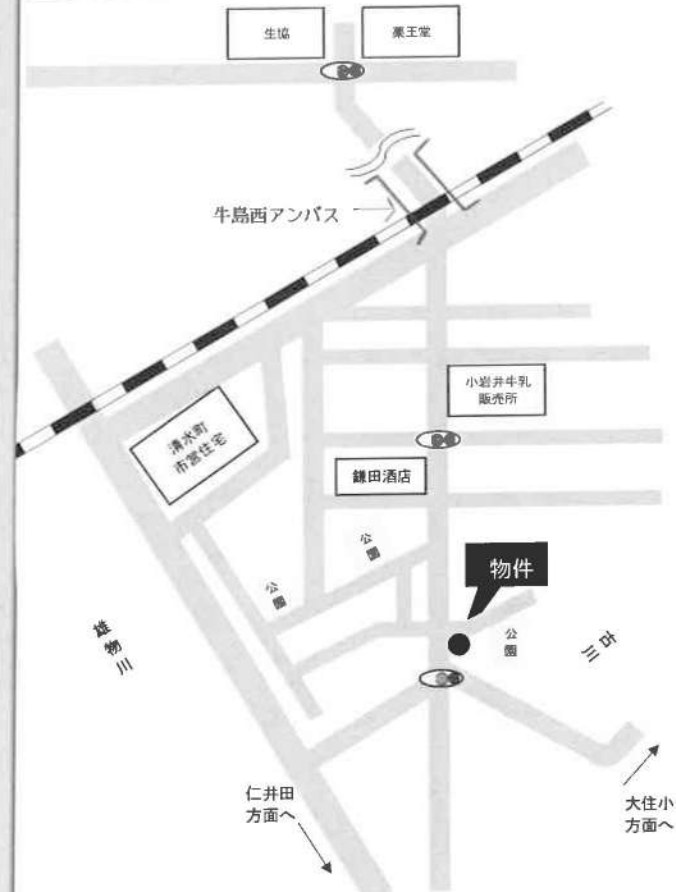 生協
薬王堂
牛島西アンパス
小岩井牛乳
販売所
清水町
市営住宅
鎌田酒店
公園
物件
公園
公園
雄物川
古川
仁井田
方面へ
大住小
方面へ